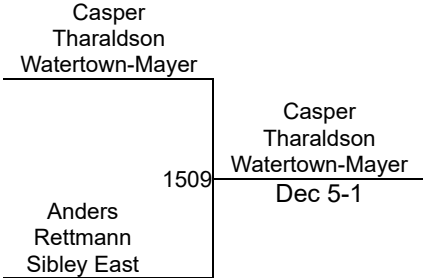 Casper
Tharaldson
Watertown-Mayer
Casper
Tharaldson
Watertown-Mayer
1509
Dec 5-1
Anders
Rettmann
Sibley East